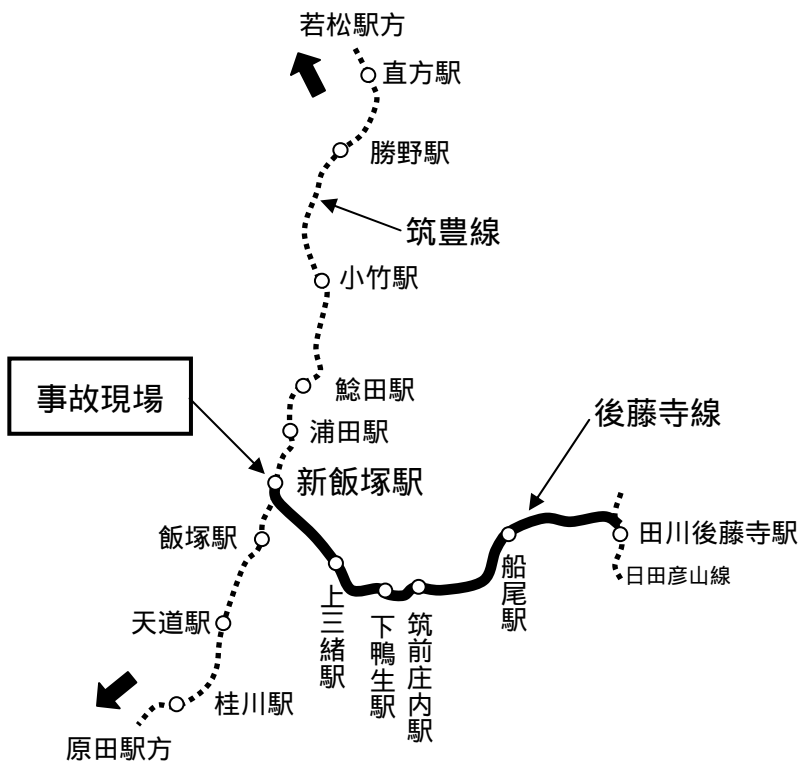 若松駅方
直方駅
勝野駅
筑豊線
小竹駅
事故現場
鯰田駅
浦田駅
後藤寺線
新飯塚駅
飯塚駅
田川後藤寺駅
船尾駅
日田彦山線
上三緒駅
下鴨生駅
筑前庄内駅
天道駅
桂川駅
原田駅方